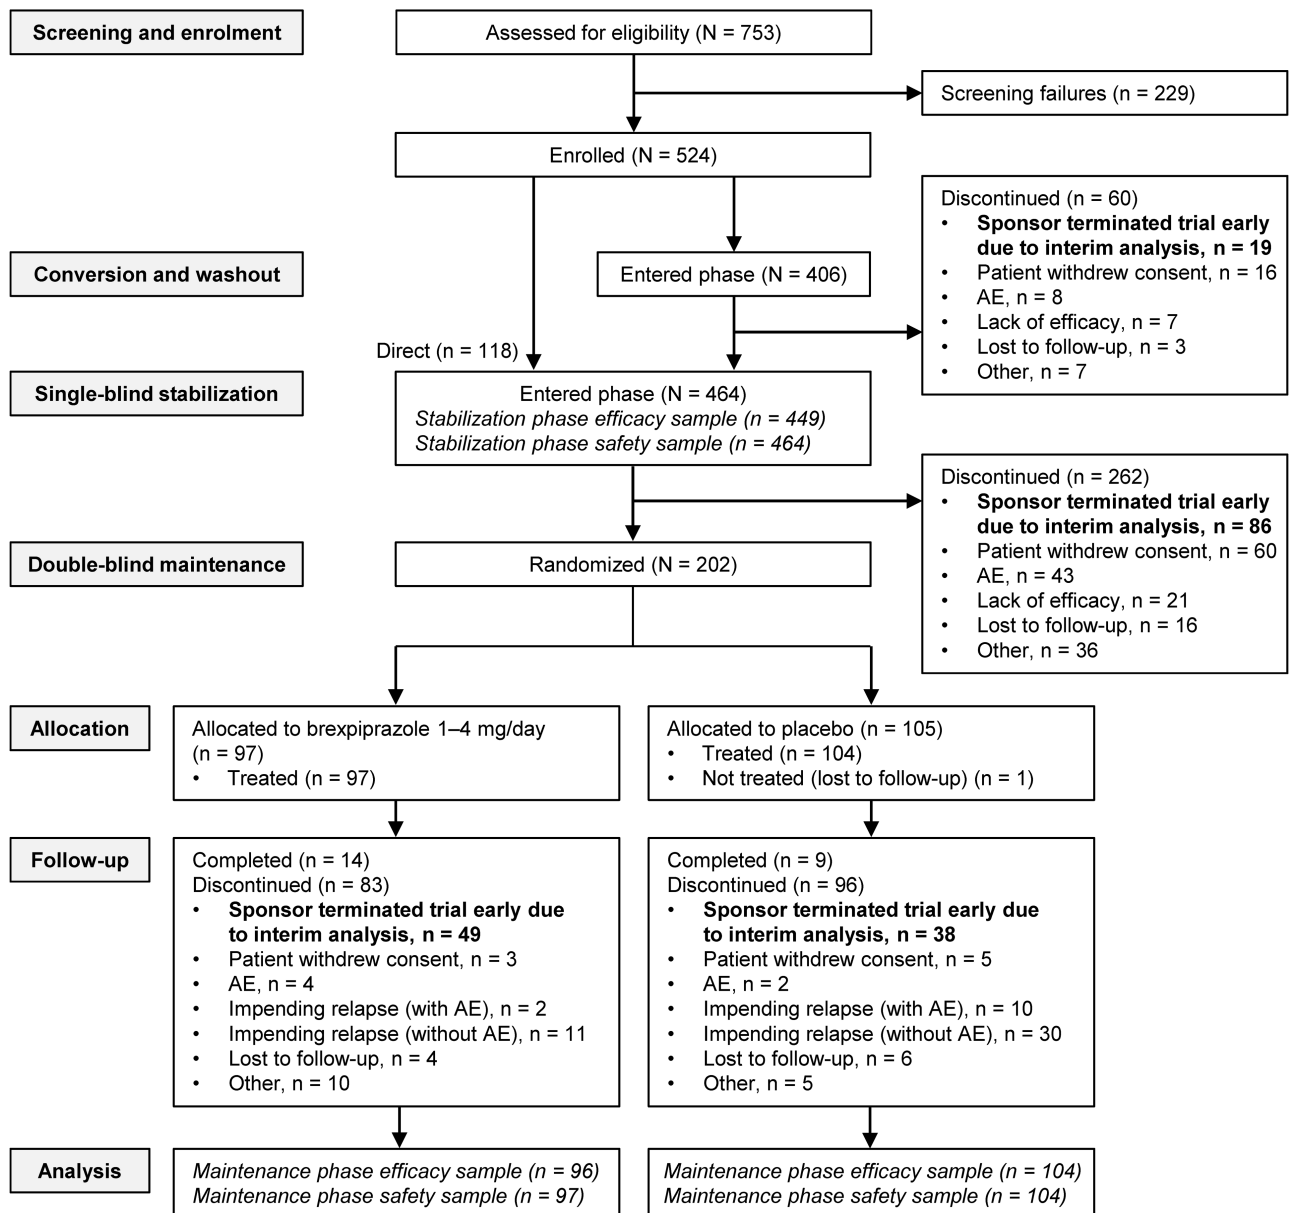 Screening and enrolment
Assessed for eligibility (N = 753)
Screening failures (n = 229)
Enrolled (N = 524)
Discontinued (n = 60)
• Sponsor terminated trial early
due to interim analysis, n = 19
• Patient withdrew consent, n = 16
• AE, n = 8
• Lack of efficacy, n = 7
• Lost to follow-up, n = 3
• Other, n = 7
Conversion and washout
Entered phase (N = 406)
Direct (n = 118)
Single-blind stabilization
Entered phase (N = 464)
Stabilization phase efficacy sample (n = 449)
Stabilization phase safety sample (n = 464)
Discontinued (n = 262)
• Sponsor terminated trial early
due to interim analysis, n = 86
• Patient withdrew consent, n = 60
• AE, n = 43
• Lack of efficacy, n = 21
• Lost to follow-up, n = 16
• Other, n = 36
Double-blind maintenance
Randomized (N = 202)
Allocation
Allocated to brexpiprazole 1–4 mg/day
(n = 97)
• Treated (n = 97)
Allocated to placebo (n = 105)
• Treated (n = 104)
• Not treated (lost to follow-up) (n = 1)
Follow-up
Completed (n = 14)
Discontinued (n = 83)
• Sponsor terminated trial early due
to interim analysis, n = 49
• Patient withdrew consent, n = 3
• AE, n = 4
• Impending relapse (with AE), n = 2
• Impending relapse (without AE), n = 11
• Lost to follow-up, n = 4
• Other, n = 10
Completed (n = 9)
Discontinued (n = 96)
• Sponsor terminated trial early due
to interim analysis, n = 38
• Patient withdrew consent, n = 5
• AE, n = 2
• Impending relapse (with AE), n = 10
• Impending relapse (without AE), n = 30
• Lost to follow-up, n = 6
• Other, n = 5
Analysis
Maintenance phase efficacy sample (n = 96)
Maintenance phase safety sample (n = 97)
Maintenance phase efficacy sample (n = 104)
Maintenance phase safety sample (n = 104)